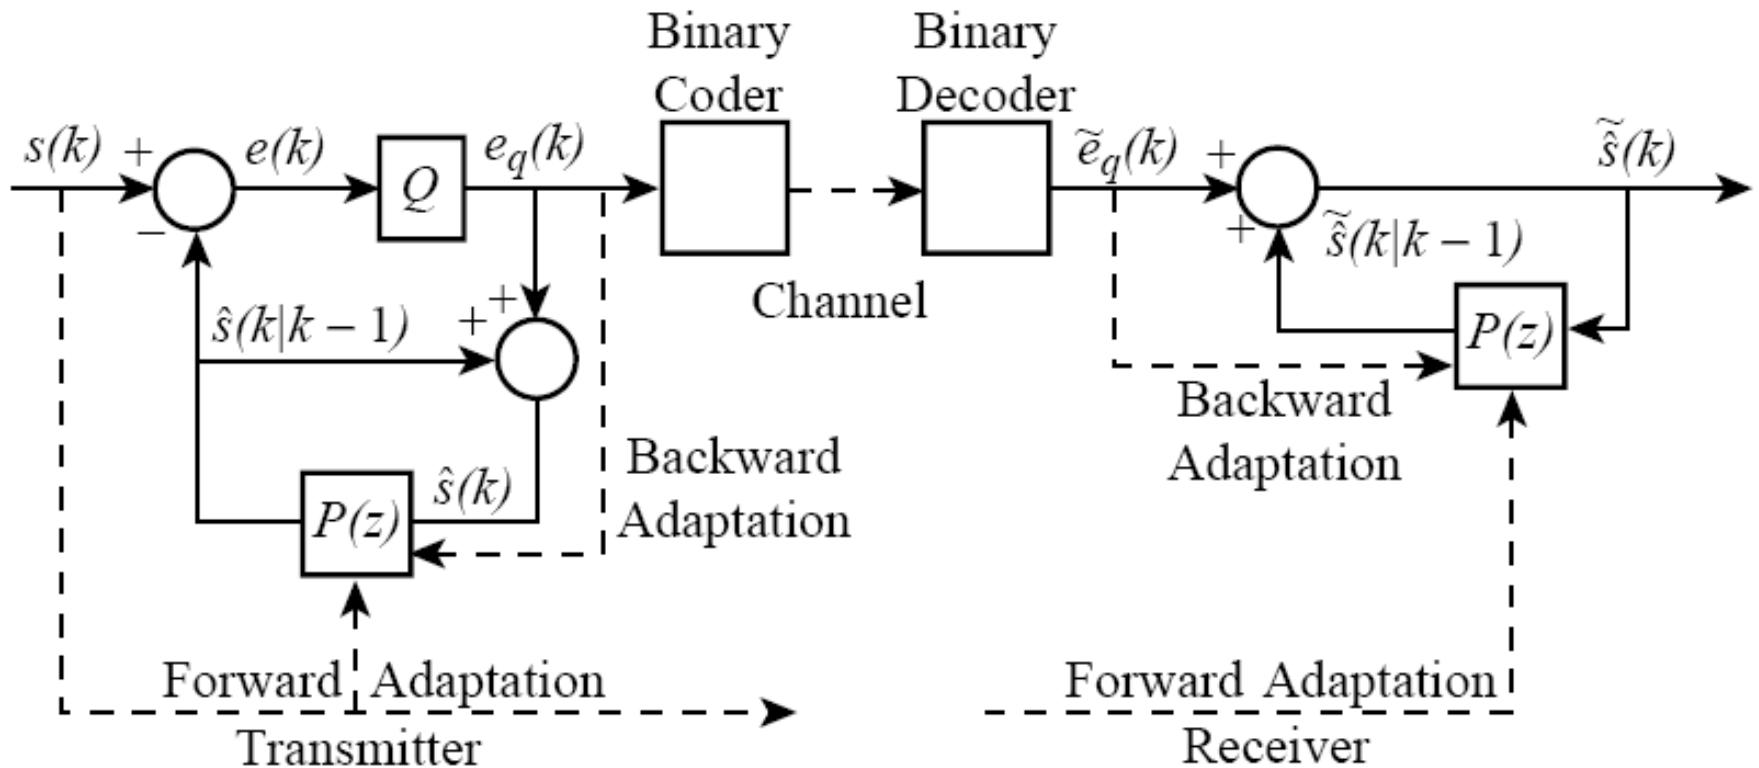 Binary
Coder
Binary
Decoder
s(k)
+
−
e(k)
Q
e_q(k)
ẽ_q(k)
+
+
s̃̂(k)
s̃̂(k|k − 1)
P(z)
Channel
ŝ(k|k − 1)
+
+
ŝ(k)
P(z)
Backward
Adaptation
Backward
Adaptation
Forward Adaptation
Transmitter
Forward Adaptation
Receiver